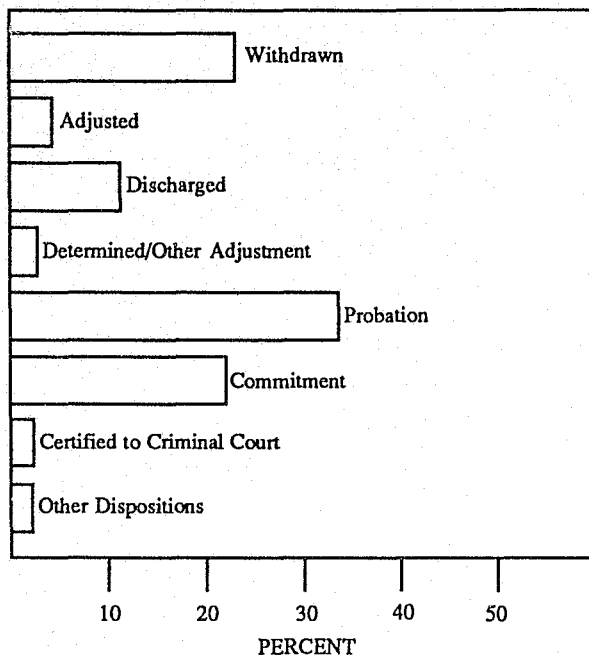 Withdrawn
Adjusted
Discharged
Determined/Other Adjustment
Probation
Commitment
Certified to Criminal Court
Other Dispositions
10 20 30 40 50
PERCENT